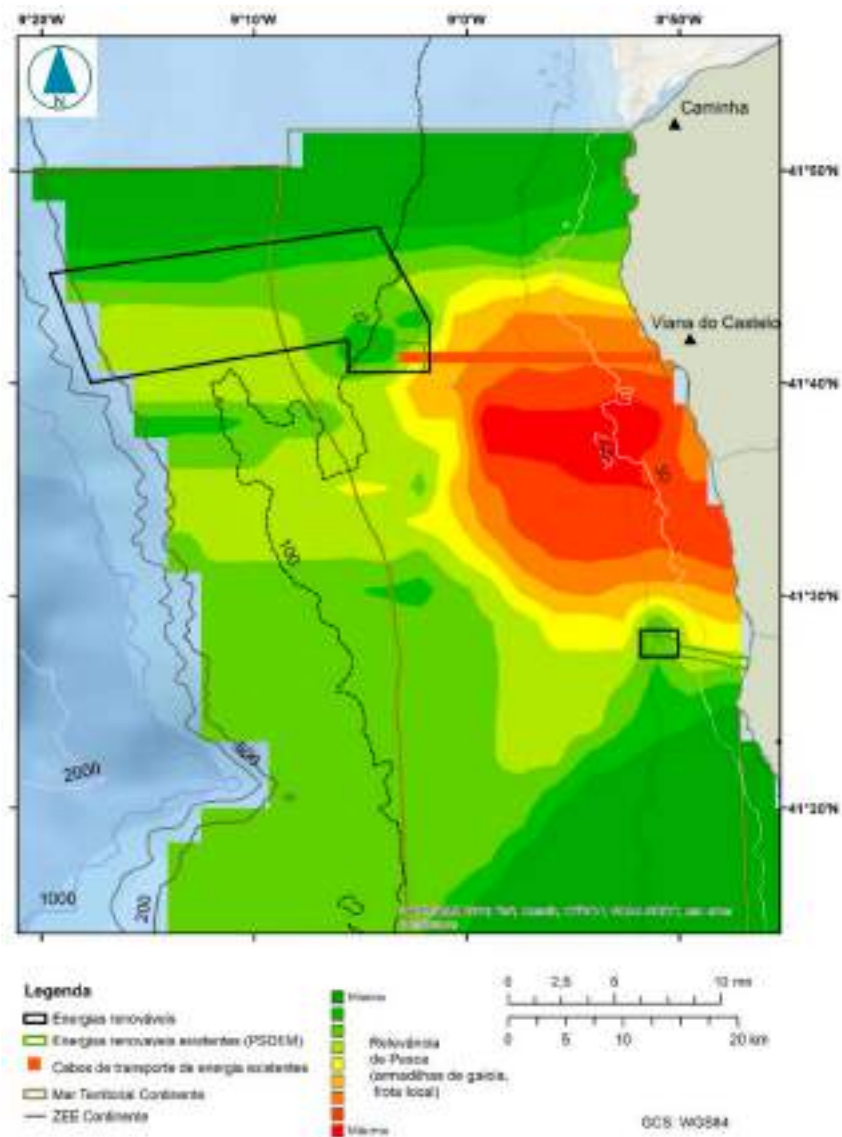 9°20'W 9°10'W 9°0'W 8°50'W
N
Caminha
41°50'N
Viana do Castelo
41°40'N
50
100
41°30'N
500
2000
41°20'N
1000
200
Legenda
Energias renováveis
Energias renováveis existentes (PSOEM)
Cabos de transporte de energia existentes
Mar Territorial Continente
ZEE Continente
Relevância
de Pesca
(armadilhas de gaiola,
frota local)
Máximo
0 2,5 5 10 mn
0 5 10 20 km
GCS: WGS84